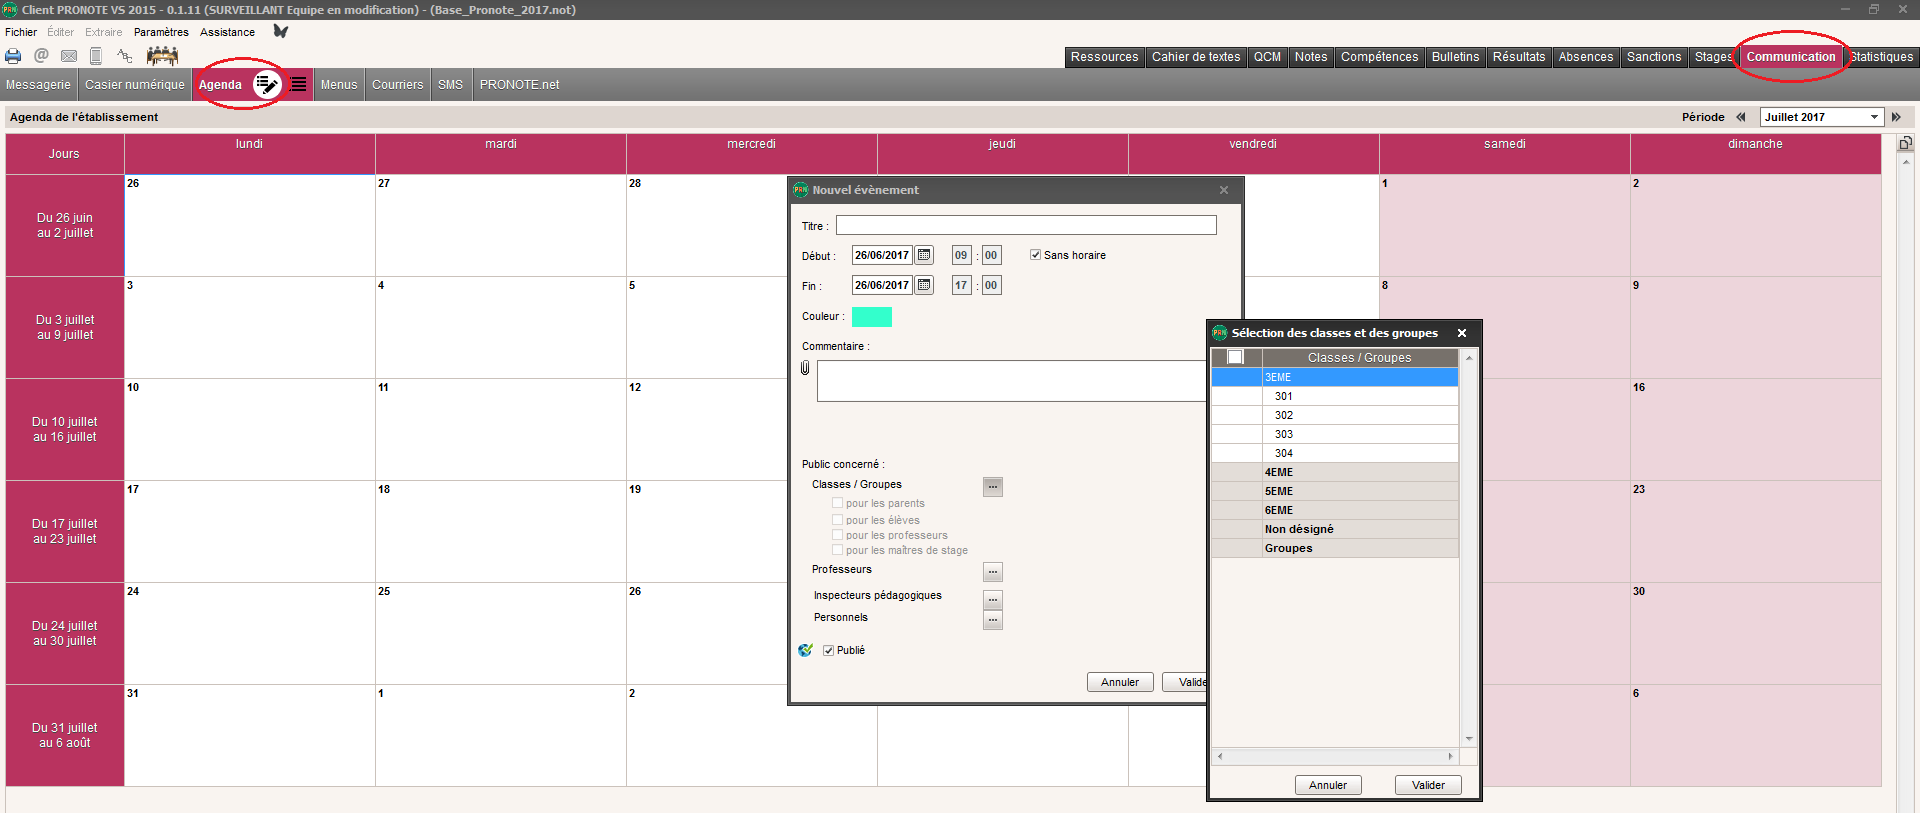 Client PRONOTE VS 2015 - 0.1.11 (SURVEILLANT Equipe en modification) - (Base_Pronote_2017.not)
Fichier Éditer Extraire Paramètres Assistance
Ressources Cahier de textes QCM Notes Compétences Bulletins Résultats Absences Sanctions Stages Communication Statistiques
Messagerie Casier numérique Agenda Menus Courriers SMS PRONOTE.net
Agenda de l'établissement Période Juillet 2017
Jours lundi mardi mercredi jeudi vendredi samedi dimanche
Du 26 juin
au 2 juillet
26 27 28 1 2
Du 3 juillet
au 9 juillet
3 4 5 8 9
Du 10 juillet
au 16 juillet
10 11 12 16
Du 17 juillet
au 23 juillet
17 18 19 23
Du 24 juillet
au 30 juillet
24 25 26 30
Du 31 juillet
au 6 août
31 1 2 6
Nouvel évènement
Titre :
Début : 26/06/2017 09 : 00 Sans horaire
Fin : 26/06/2017 17 : 00
Couleur :
Commentaire :
Public concerné :
Classes / Groupes ...
pour les parents
pour les élèves
pour les professeurs
pour les maîtres de stage
Professeurs ...
Inspecteurs pédagogiques ...
Personnels ...
Publié
Annuler Valide
Sélection des classes et des groupes
Classes / Groupes
3EME
301
302
303
304
4EME
5EME
6EME
Non désigné
Groupes
Annuler Valider